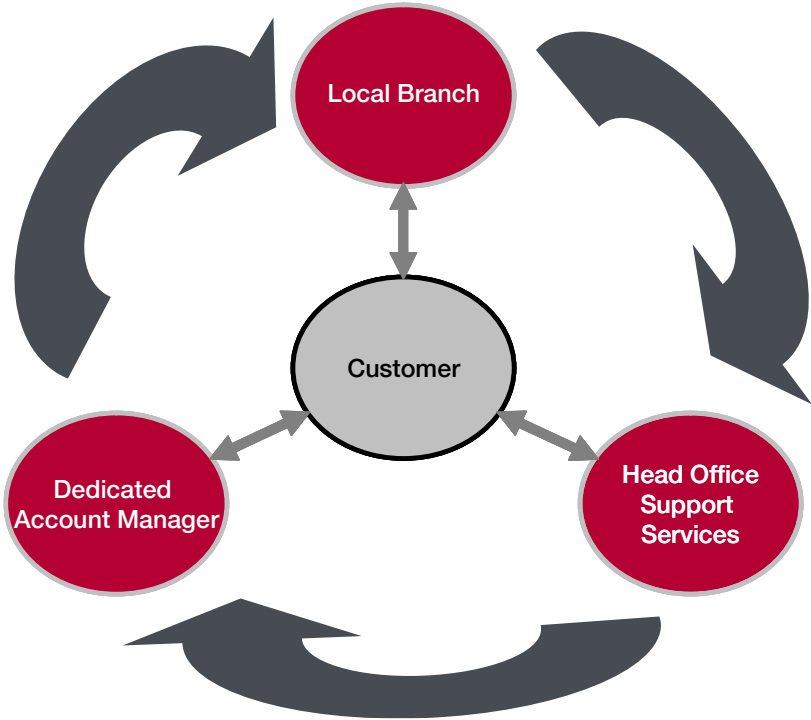 Local Branch
Customer
Dedicated
Account Manager
Head Office
Support
Services